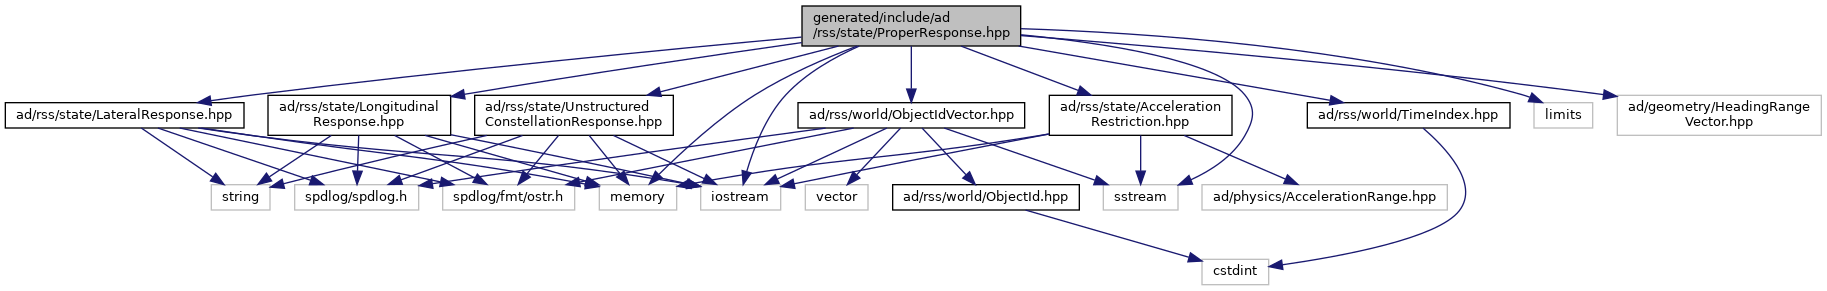 generated/include/ad
/rss/state/ProperResponse.hpp
ad/rss/state/LateralResponse.hpp
ad/rss/state/Longitudinal
Response.hpp
ad/rss/state/Unstructured
ConstellationResponse.hpp
ad/rss/world/ObjectIdVector.hpp
ad/rss/state/Acceleration
Restriction.hpp
ad/rss/world/TimeIndex.hpp
limits
ad/geometry/HeadingRange
Vector.hpp
string
spdlog/spdlog.h
spdlog/fmt/ostr.h
memory
iostream
vector
ad/rss/world/ObjectId.hpp
sstream
ad/physics/AccelerationRange.hpp
cstdint